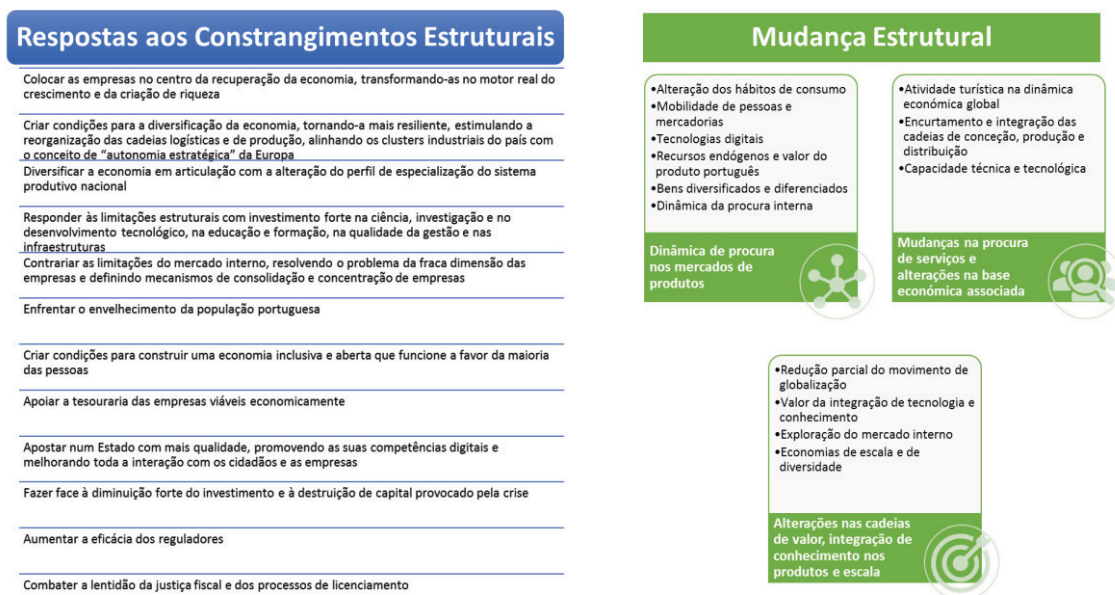 Respostas aos Constrangimentos Estruturais
Colocar as empresas no centro da recuperação da economia, transformando-as no motor real do
crescimento e da criação de riqueza
Criar condições para a diversificação da economia, tornando-a mais resiliente, estimulando a
reorganização das cadeias logísticas e de produção, alinhando os clusters industriais do país com
o conceito de “autonomia estratégica” da Europa
Diversificar a economia em articulação com a alteração do perfil de especialização do sistema
produtivo nacional
Responder às limitações estruturais com investimento forte na ciência, investigação e no
desenvolvimento tecnológico, na educação e formação, na qualidade da gestão e nas
infraestruturas
Contrariar as limitações do mercado interno, resolvendo o problema da fraca dimensão das
empresas e definindo mecanismos de consolidação e concentração de empresas
Enfrentar o envelhecimento da população portuguesa
Criar condições para construir uma economia inclusiva e aberta que funcione a favor da maioria
das pessoas
Apoiar a tesouraria das empresas viáveis economicamente
Apostar num Estado com mais qualidade, promovendo as suas competências digitais e
melhorando toda a interação com os cidadãos e as empresas
Fazer face à diminuição forte do investimento e à destruição de capital provocado pela crise
Aumentar a eficácia dos reguladores
Combater a lentidão da justiça fiscal e dos processos de licenciamento
Mudança Estrutural
•Alteração dos hábitos de consumo
•Mobilidade de pessoas e
mercadorias
•Tecnologias digitais
•Recursos endógenos e valor do
produto português
•Bens diversificados e diferenciados
•Dinâmica da procura interna
Dinâmica de procura
nos mercados de
produtos
•Atividade turística na dinâmica
económica global
•Encurtamento e integração das
cadeias de conceção, produção e
distribuição
•Capacidade técnica e tecnológica
Mudanças na procura
de serviços e
alterações na base
económica associada
•Redução parcial do movimento de
globalização
•Valor da integração de tecnologia e
conhecimento
•Exploração do mercado interno
•Economias de escala e de
diversidade
Alterações nas cadeias
de valor, integração de
conhecimento nos
produtos e escala